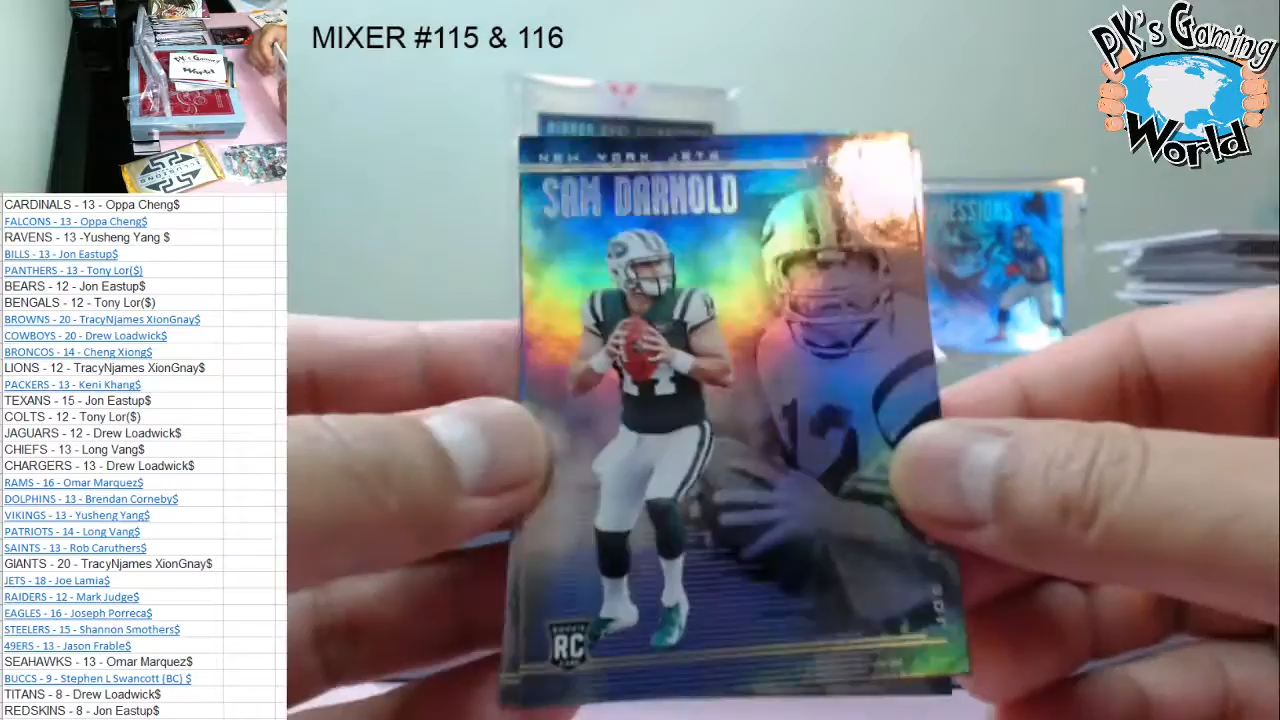 MIXER #115 & 116
PK's Gaming
World
PK's Gaming
World
CARDINALS - 13 - Oppa Cheng$
FALCONS - 13 - Oppa Cheng$
RAVENS - 13 -Yusheng Yang $
BILLS - 13 - Jon Eastup$
PANTHERS - 13 - Tony Lor($)
BEARS - 12 - Jon Eastup$
BENGALS - 12 - Tony Lor($)
BROWNS - 20 - TracyNjames XionGnay$
COWBOYS - 20 - Drew Loadwick$
BRONCOS - 14 - Cheng Xiong$
LIONS - 12 - TracyNjames XionGnay$
PACKERS - 13 - Keni Khang$
TEXANS - 15 - Jon Eastup$
COLTS - 12 - Tony Lor($)
JAGUARS - 12 - Drew Loadwick$
CHIEFS - 13 - Long Vang$
CHARGERS - 13 - Drew Loadwick$
RAMS - 16 - Omar Marquez$
DOLPHINS - 13 - Brendan Corneby$
VIKINGS - 13 - Yusheng Yang$
PATRIOTS - 14 - Long Vang$
SAINTS - 13 - Rob Caruthers$
GIANTS - 20 - TracyNjames XionGnay$
JETS - 18 - Joe Lamia$
RAIDERS - 12 - Mark Judge$
EAGLES - 16 - Joseph Porreca$
STEELERS - 15 - Shannon Smothers$
49ERS - 13 - Jason Frable$
SEAHAWKS - 13 - Omar Marquez$
BUCCS - 9 - Stephen L Swancott (BC) $
TITANS - 8 - Drew Loadwick$
REDSKINS - 8 - Jon Eastup$
NEW YORK JETS
SAM DARNOLD
14
12
RC